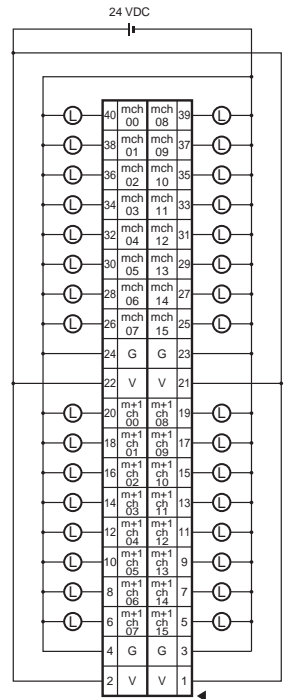 24 VDC
L 40 mch 00 mch 08 39 L
L 38 mch 01 mch 09 37 L
L 36 mch 02 mch 10 35 L
L 34 mch 03 mch 11 33 L
L 32 mch 04 mch 12 31 L
L 30 mch 05 mch 13 29 L
L 28 mch 06 mch 14 27 L
L 26 mch 07 mch 15 25 L
24 G G 23
22 V V 21
L 20 m+1 ch 00 m+1 ch 08 19 L
L 18 m+1 ch 01 m+1 ch 09 17 L
L 16 m+1 ch 02 m+1 ch 10 15 L
L 14 m+1 ch 03 m+1 ch 11 13 L
L 12 m+1 ch 04 m+1 ch 12 11 L
L 10 m+1 ch 05 m+1 ch 13 9 L
L 8 m+1 ch 06 m+1 ch 14 7 L
L 6 m+1 ch 07 m+1 ch 15 5 L
4 G G 3
2 V V 1